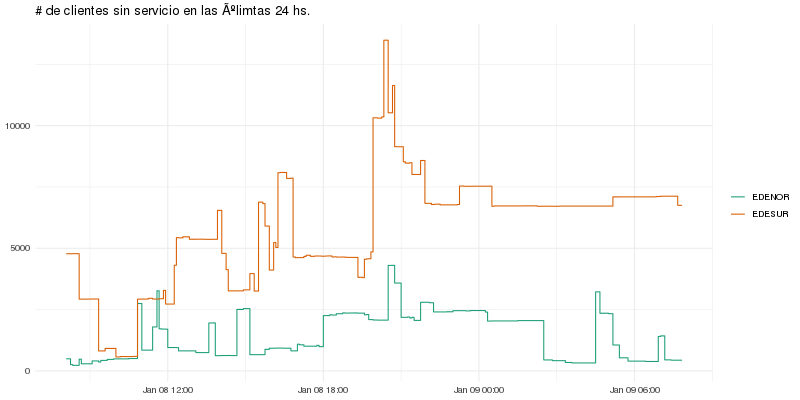 # de clientes sin servicio en las Ãºlimtas 24 hs.
10000
5000
0
Jan 08 12:00
Jan 08 18:00
Jan 09 00:00
Jan 09 06:00
EDENOR
EDESUR